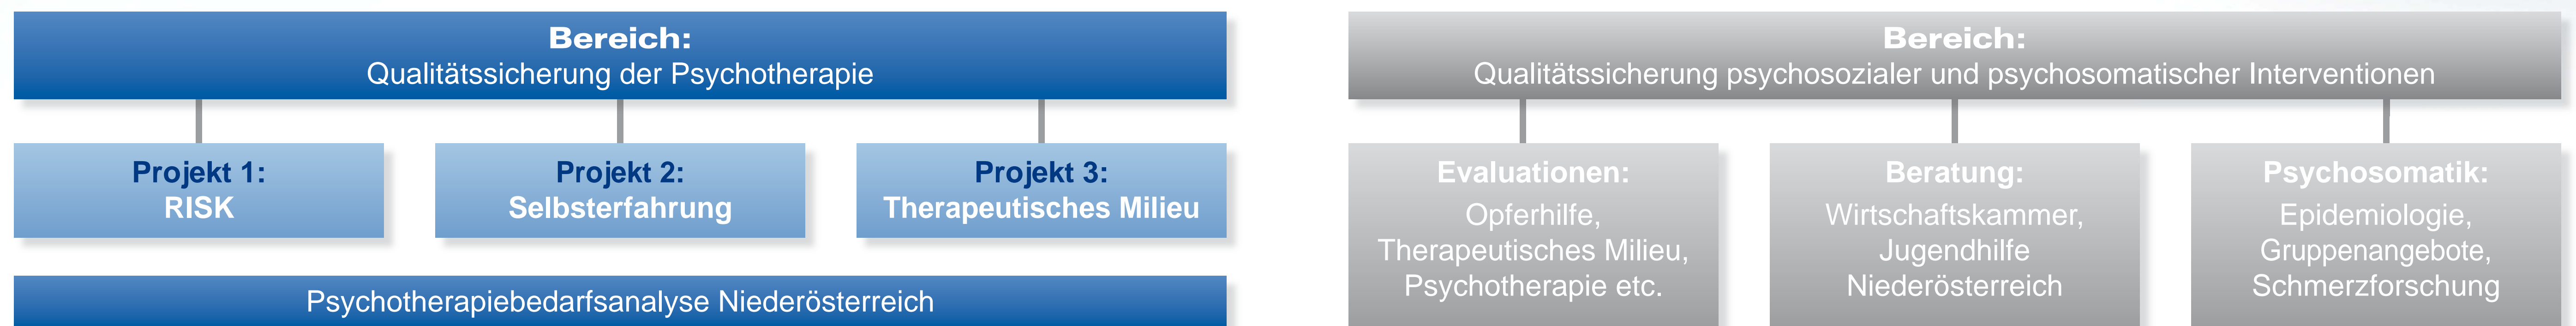 Bereich:
Qualitätssicherung der Psychotherapie
Projekt 1:
RISK
Projekt 2:
Selbsterfahrung
Projekt 3:
Therapeutisches Milieu
Psychotherapiebedarfsanalyse Niederösterreich
Bereich:
Qualitätssicherung psychosozialer und psychosomatischer Interventionen
Evaluationen:
Opferhilfe,
Therapeutisches Milieu,
Psychotherapie etc.
Beratung:
Wirtschaftskammer,
Jugendhilfe
Niederösterreich
Psychosomatik:
Epidemiologie,
Gruppenangebote,
Schmerzforschung